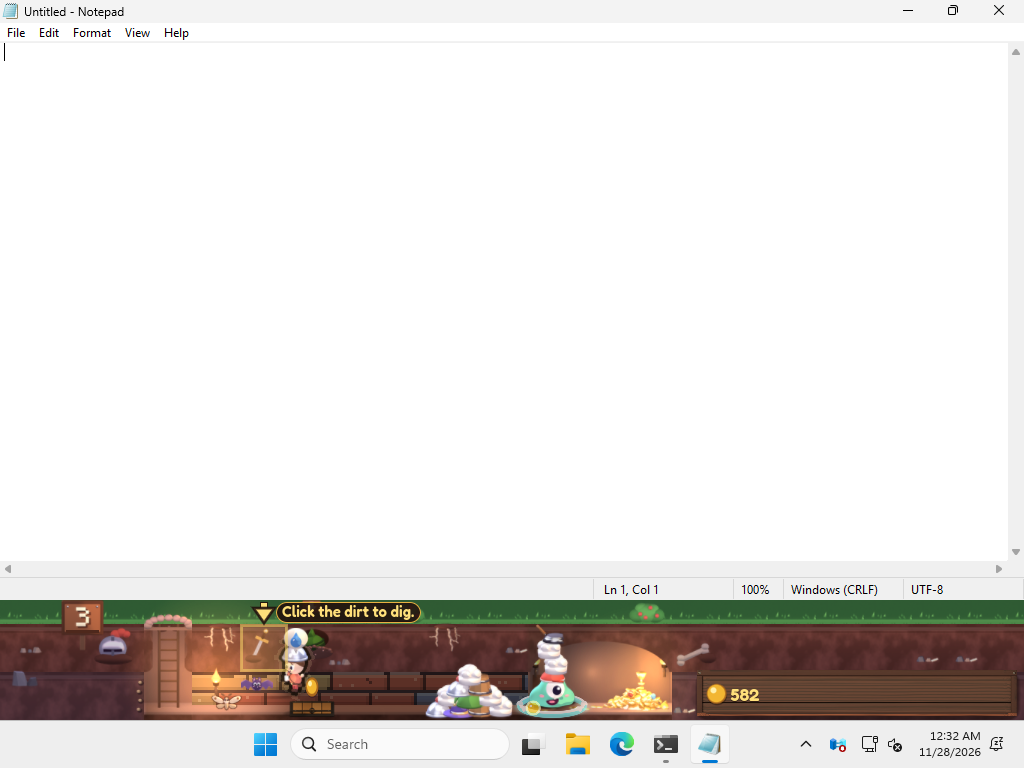 Untitled - Notepad
File Edit Format View Help
Ln 1, Col 1 100% Windows (CRLF) UTF-8
3
Click the dirt to dig.
582
Search
12:32 AM
11/28/2026